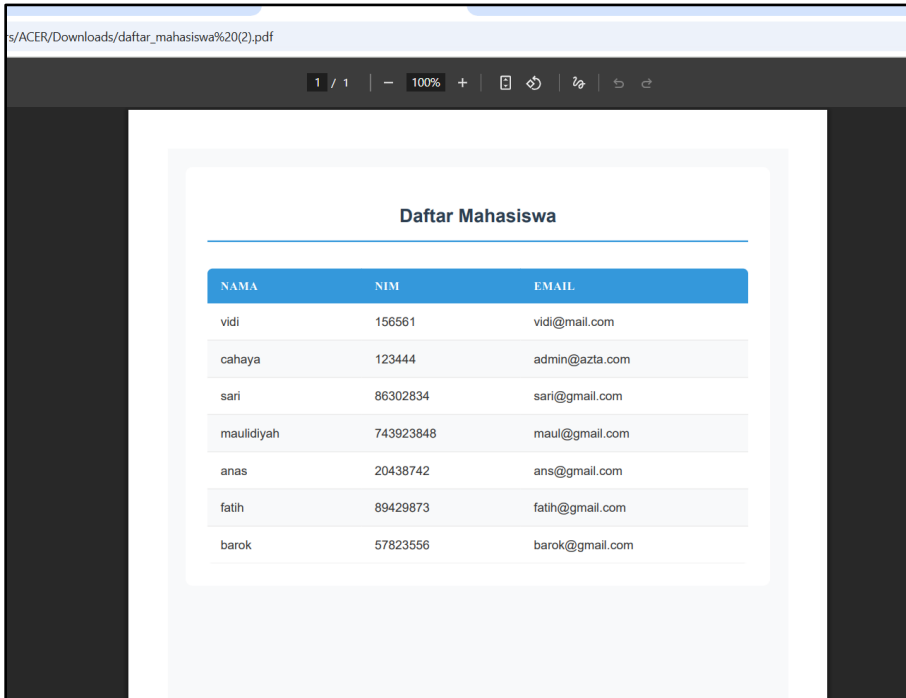 s/ACER/Downloads/daftar_mahasiswa%20(2).pdf
1 / 1 100%
Daftar Mahasiswa
NAMA NIM EMAIL
vidi 156561 vidi@mail.com
cahaya 123444 admin@azta.com
sari 86302834 sari@gmail.com
maulidiyah 743923848 maul@gmail.com
anas 20438742 ans@gmail.com
fatih 89429873 fatih@gmail.com
barok 57823556 barok@gmail.com